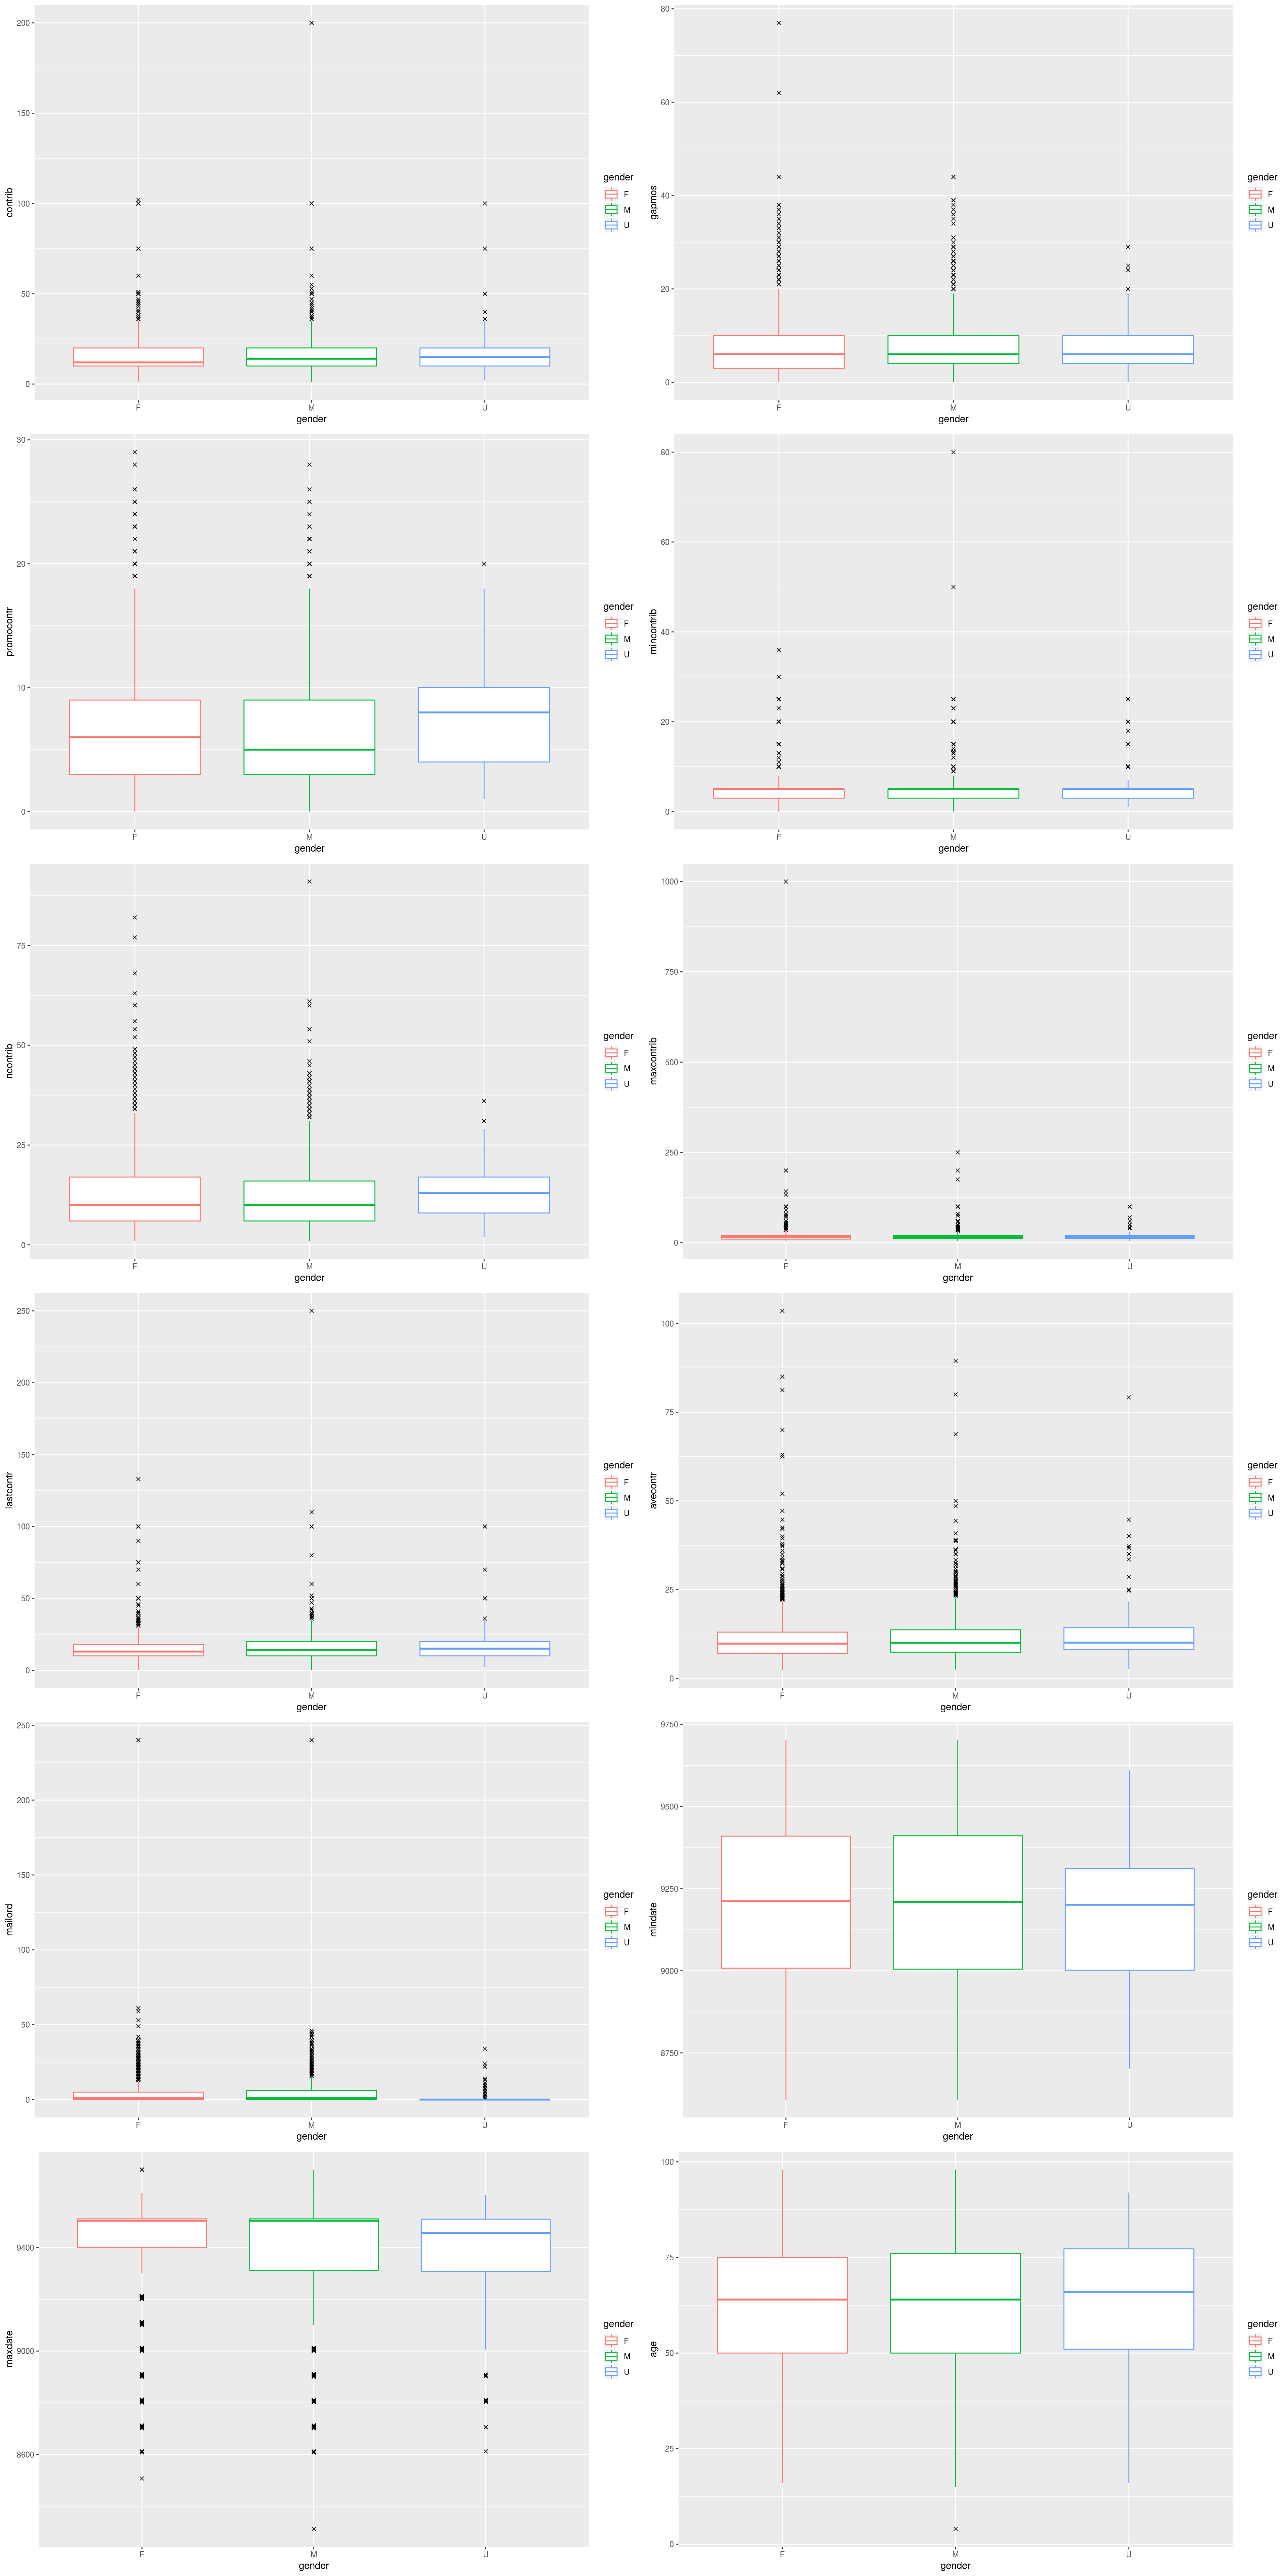 contrib
200
150
100
50
0
F M U
gender
gender
F
M
U
gapmos
80
60
40
20
0
F M U
gender
gender
F
M
U
promocontr
30
20
10
0
F M U
gender
gender
F
M
U
mincontrib
80
60
40
20
0
F M U
gender
gender
F
M
U
ncontrib
75
50
25
0
F M U
gender
gender
F
M
U
maxcontrib
1000
750
500
250
0
F M U
gender
gender
F
M
U
lastcontr
250
200
150
100
50
0
F M U
gender
gender
F
M
U
avecontr
100
75
50
25
0
F M U
gender
gender
F
M
U
mailord
250
200
150
100
50
0
F M U
gender
gender
F
M
U
mindate
9750
9500
9250
9000
8750
F M U
gender
gender
F
M
U
maxdate
9400
9000
8600
F M U
gender
gender
F
M
U
age
100
75
50
25
0
F M U
gender
gender
F
M
U